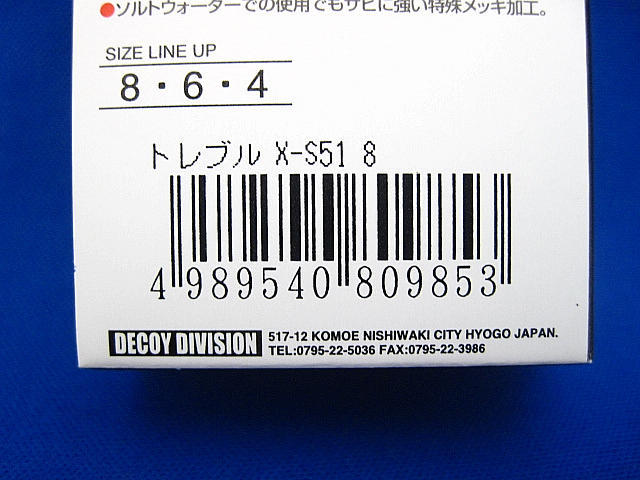 ●ソルトウォーターでの使用でもサビに強い特殊メッキ加工。
SIZE LINE UP
8・6・4
トレブル X-S51 8
4 989540 809853
DECOY DIVISION 517-12 KOMOE NISHIWAKI CITY HYOGO JAPAN.
TEL:0795-22-5036 FAX:0795-22-3986